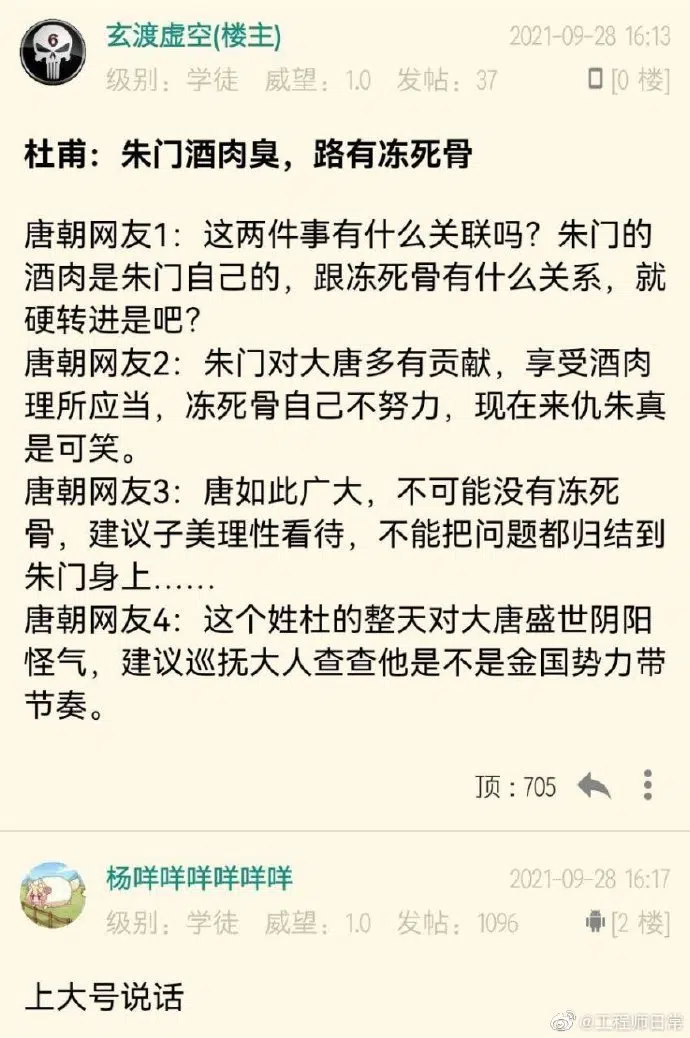 6
玄渡虚空(楼主)
2021-09-28 16:13
级别：学徒 威望：1.0 发帖：37
[0 楼]
杜甫：朱门酒肉臭，路有冻死骨
唐朝网友1：这两件事有什么关联吗？朱门的
酒肉是朱门自己的，跟冻死骨有什么关系，就
硬转进是吧？
唐朝网友2：朱门对大唐多有贡献，享受酒肉
理所应当，冻死骨自己不努力，现在来仇朱真
是可笑。
唐朝网友3：唐如此广大，不可能没有冻死
骨，建议子美理性看待，不能把问题都归结到
朱门身上……
唐朝网友4：这个姓杜的整天对大唐盛世阴阳
怪气，建议巡抚大人查查他是不是金国势力带
节奏。
顶：705
杨咩咩咩咩咩咩
2021-09-28 16:17
级别：学徒 威望：1.0 发帖：1096
[2 楼]
上大号说话
@工程师日常